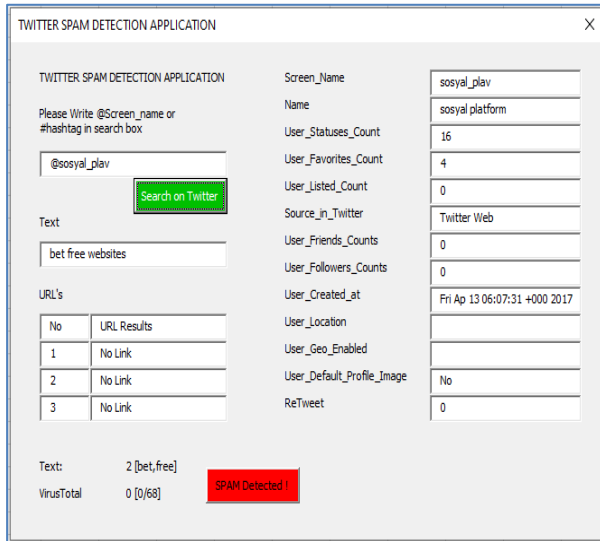 TWITTER SPAM DETECTION APPLICATION X
TWITTER SPAM DETECTION APPLICATION
Please Write @Screen_name or
#hashtag in search box
@sosyal_plav
Search on Twitter
Text
bet free websites
URL's
No URL Results
1 No Link
2 No Link
3 No Link
Text: 2 [bet,free]
VirusTotal 0 [0/68]
SPAM Detected !
Screen_Name sosyal_plav
Name sosyal platform
User_Statuses_Count 16
User_Favorites_Count 4
User_Listed_Count 0
Source_in_Twitter Twitter Web
User_Friends_Counts 0
User_Followers_Counts 0
User_Created_at Fri Ap 13 06:07:31 +000 2017
User_Location
User_Geo_Enabled
User_Default_Profile_Image No
ReTweet 0